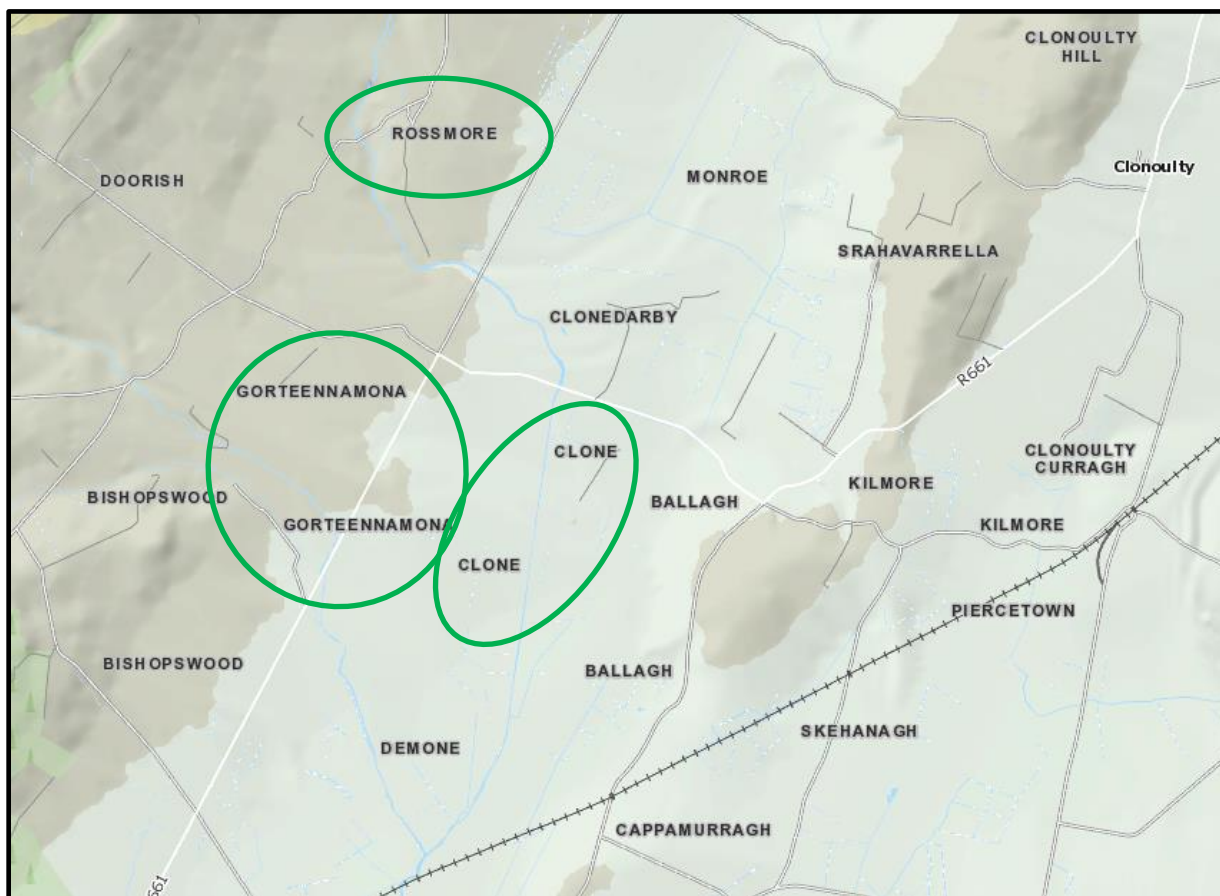 CLONOULTY
HILL
ROSSMORE
Clonoulty
MONROE
DOORISH
SRAHAVARRELLA
CLONEDARBY
R661
GORTEENNAMONA
CLONE
CLONOULTY
CURRAGH
KILMORE
BISHOPSWOOD
BALLAGH
GORTEENNAMONA
KILMORE
CLONE
PIERCETOWN
BISHOPSWOOD
BALLAGH
SKEHANAGH
DEMONE
CAPPAMURRAGH
661